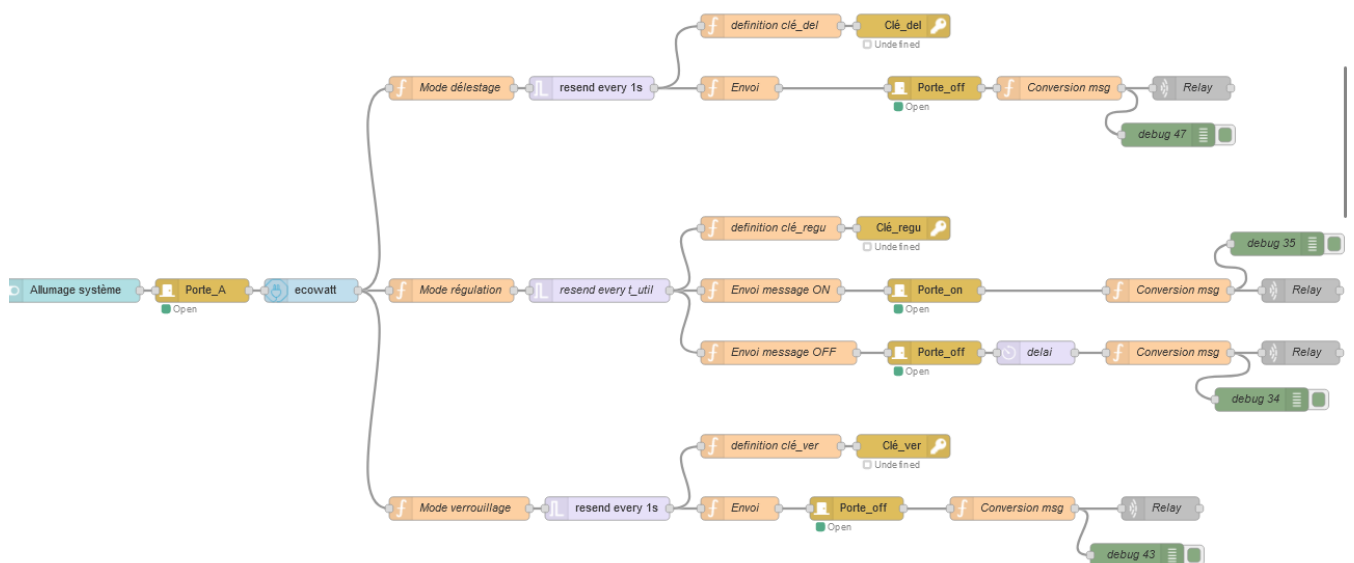 definition clé_del
Clé_del
Undefined
Mode délestage
resend every 1s
Envoi
Porte_off
Open
Conversion msg
Relay
debug 47
definition clé_regu
Clé_regu
Undefined
debug 35
Allumage système
Porte_A
Open
ecowatt
Mode régulation
resend every t_util
Envoi message ON
Porte_on
Open
Conversion msg
Relay
Envoi message OFF
Porte_off
Open
delai
Conversion msg
Relay
debug 34
definition clé_ver
Clé_ver
Undefined
Mode verrouillage
resend every 1s
Envoi
Porte_off
Open
Conversion msg
Relay
debug 43